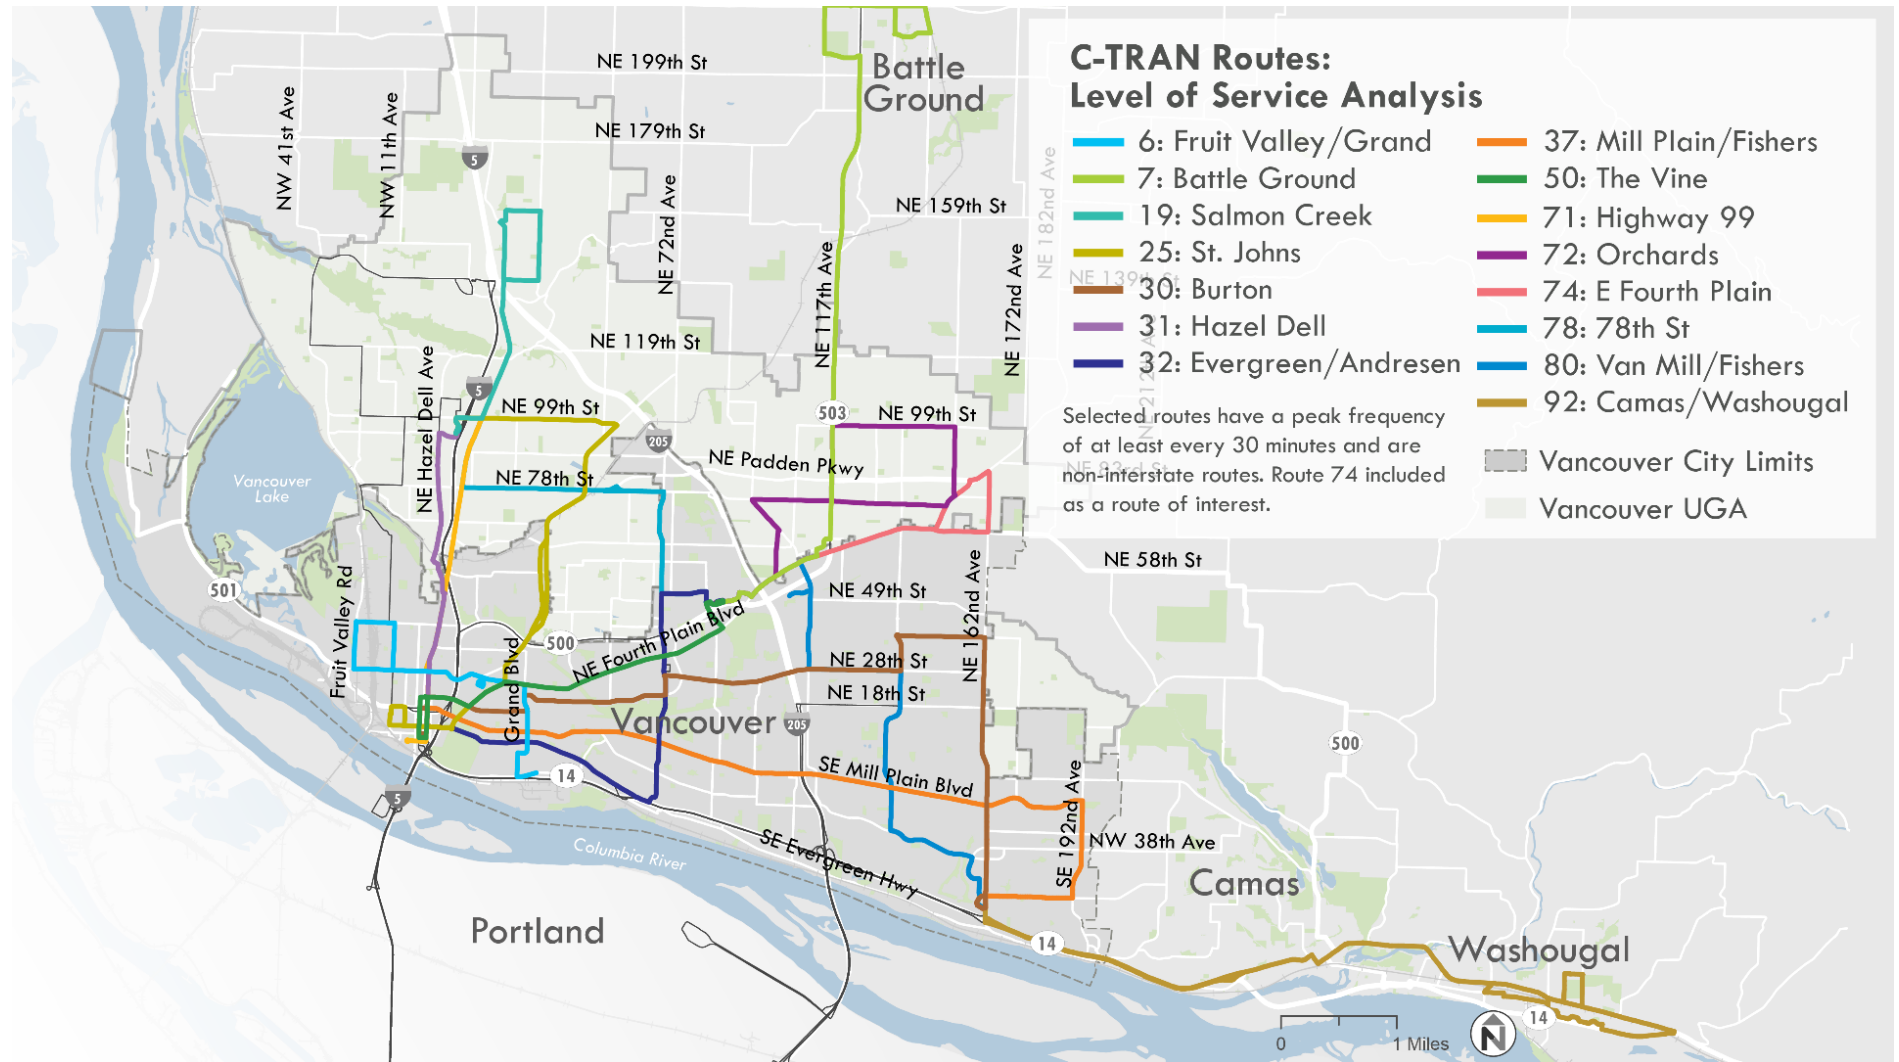 C-TRAN Routes:
Level of Service Analysis
6: Fruit Valley/Grand
7: Battle Ground
19: Salmon Creek
25: St. Johns
30: Burton
31: Hazel Dell
32: Evergreen/Andresen
37: Mill Plain/Fishers
50: The Vine
71: Highway 99
72: Orchards
74: E Fourth Plain
78: 78th St
80: Van Mill/Fishers
92: Camas/Washougal
Selected routes have a peak frequency
of at least every 30 minutes and are
non-interstate routes. Route 74 included
as a route of interest.
Vancouver City Limits
Vancouver UGA
Battle
Ground
NE 199th St
NE 179th St
NE 159th St
NE 139th St
NE 119th St
NW 41st Ave
NW 11th Ave
NE 72nd Ave
NE 117th Ave
NE 172nd Ave
NE 182nd Ave
5
5
205
503
NE 99th St
NE 99th St
NE Hazel Dell Ave
NE 78th St
NE Padden Pkwy
NE 83rd St
Vancouver
Lake
501
Fruit Valley Rd
500
NE Fourth Plain Blvd
Grand Blvd
NE 49th St
NE 58th St
NE 162nd Ave
NE 28th St
NE 18th St
Vancouver
205
500
14
5
SE Mill Plain Blvd
SE 192nd Ave
NW 38th Ave
SE Evergreen Hwy
Columbia River
Camas
Portland
14
Washougal
14
0
1 Miles
N